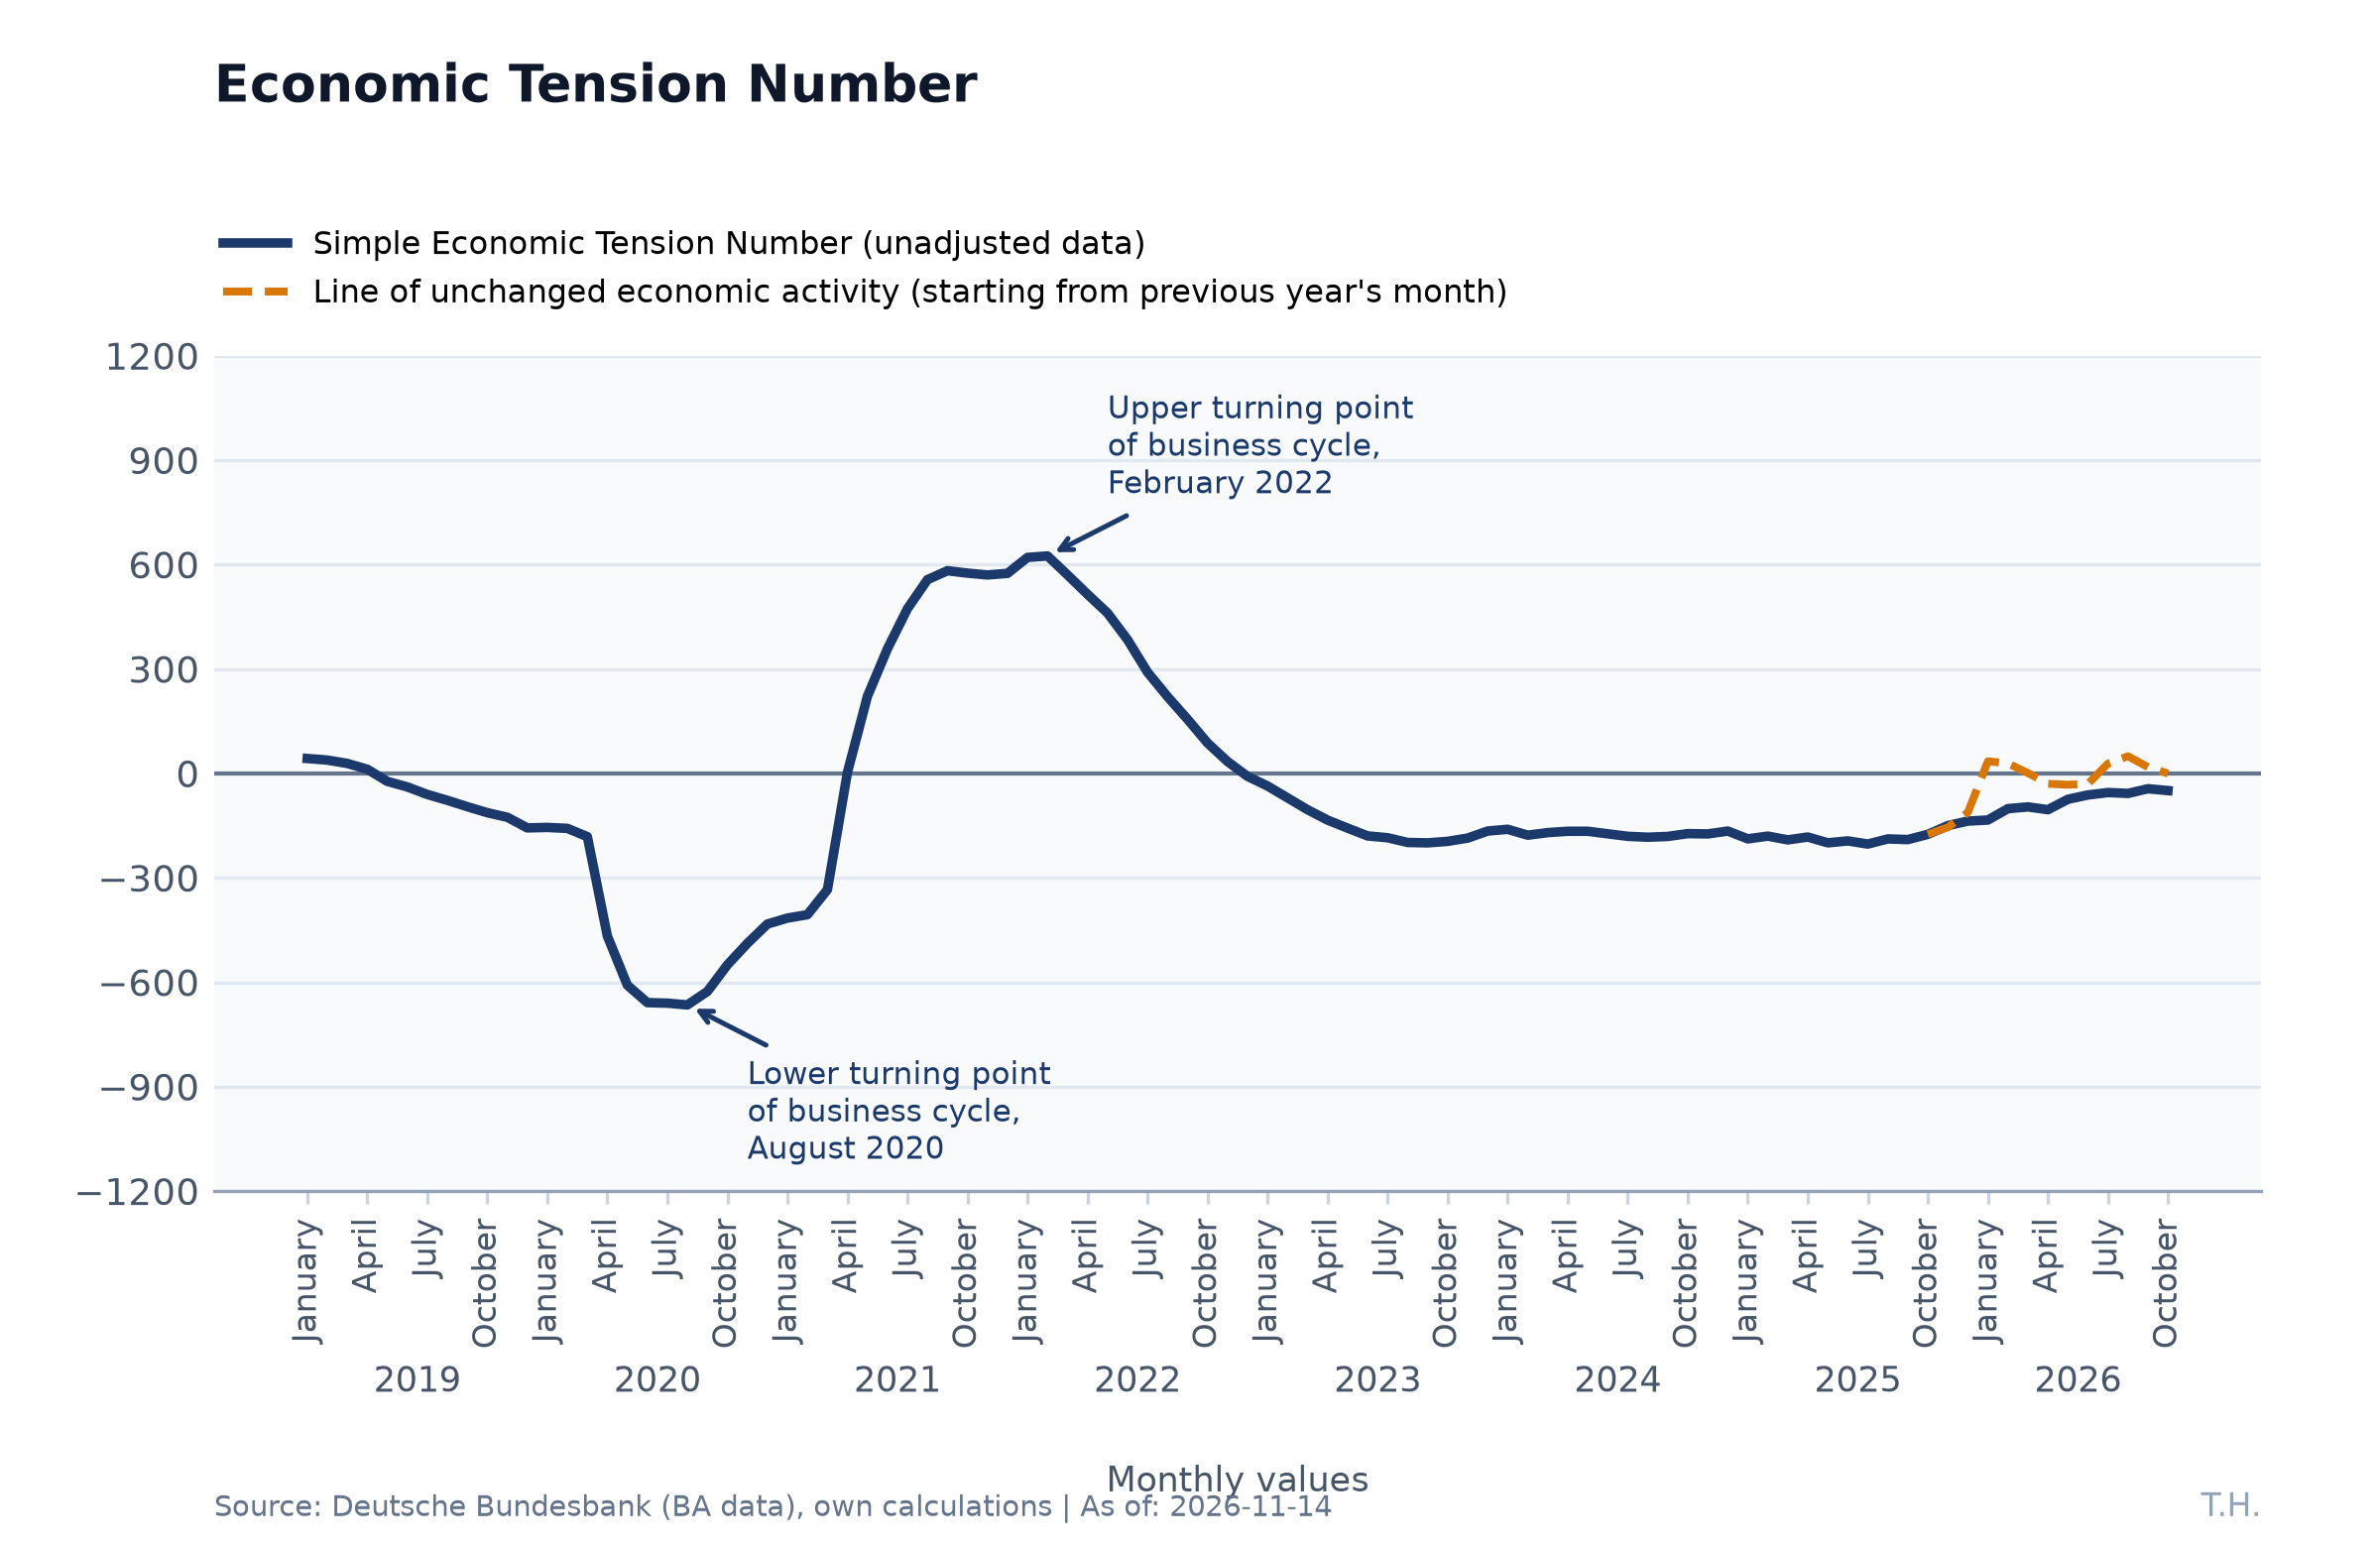 Economic Tension Number
Simple Economic Tension Number (unadjusted data)
Line of unchanged economic activity (starting from previous year's month)
1200
900
600
300
0
−300
−600
−900
−1200
Upper turning point
of business cycle,
February 2022
Lower turning point
of business cycle,
August 2020
January April July October January April July October January April July October January April July October January April July October January April July October January April July October January April July October
2019 2020 2021 2022 2023 2024 2025 2026
Monthly values
Source: Deutsche Bundesbank (BA data), own calculations | As of: 2026-11-14
T.H.